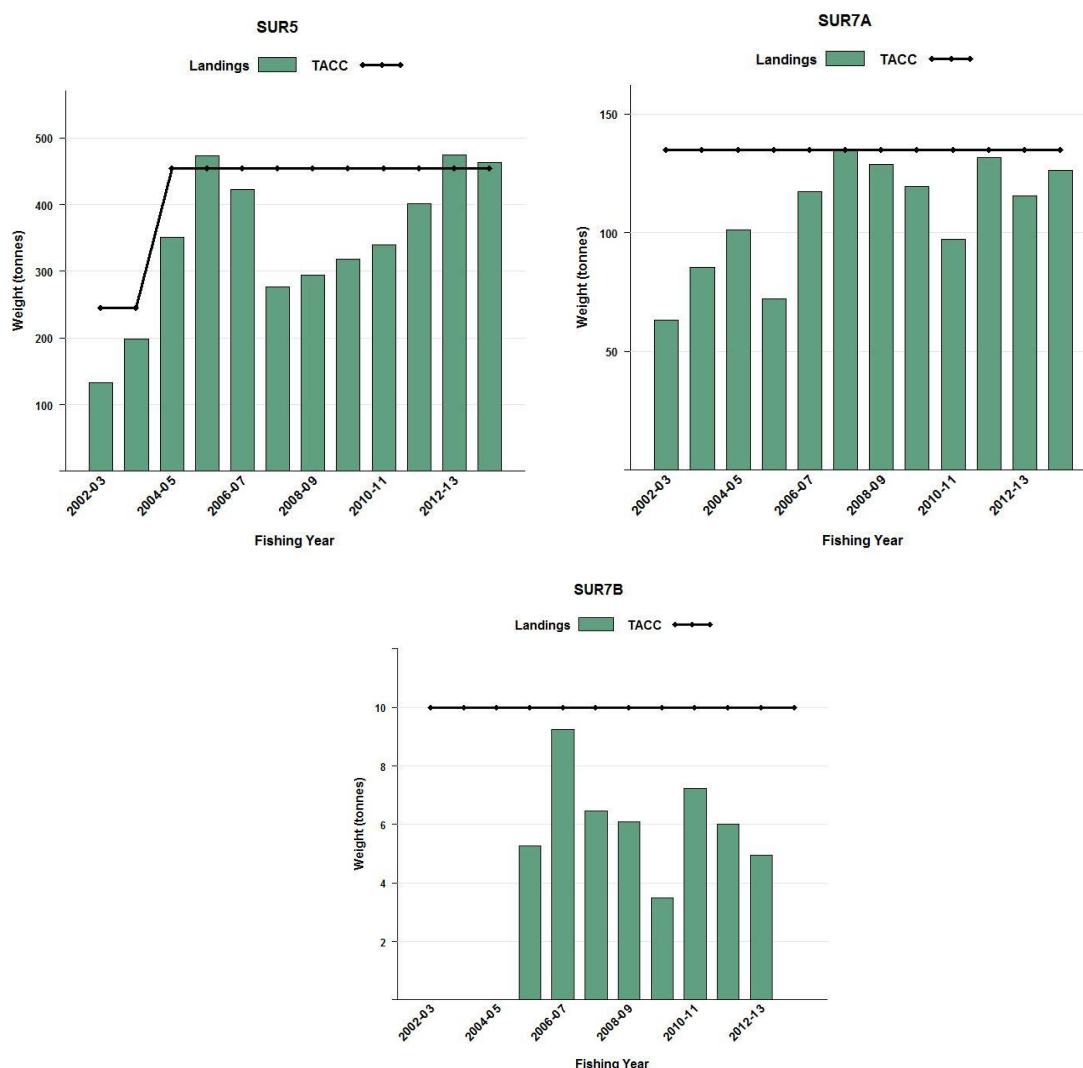 SUR5
Landings TACC
500
400
300
200
100
Weight (tonnes)
2002-03
2004-05
2006-07
2008-09
2010-11
2012-13
Fishing Year
SUR7A
Landings TACC
150
100
50
Weight (tonnes)
2002-03
2004-05
2006-07
2008-09
2010-11
2012-13
Fishing Year
SUR7B
Landings TACC
10
8
6
4
2
Weight (tonnes)
2002-03
2004-05
2006-07
2008-09
2010-11
2012-13
Fishing Year